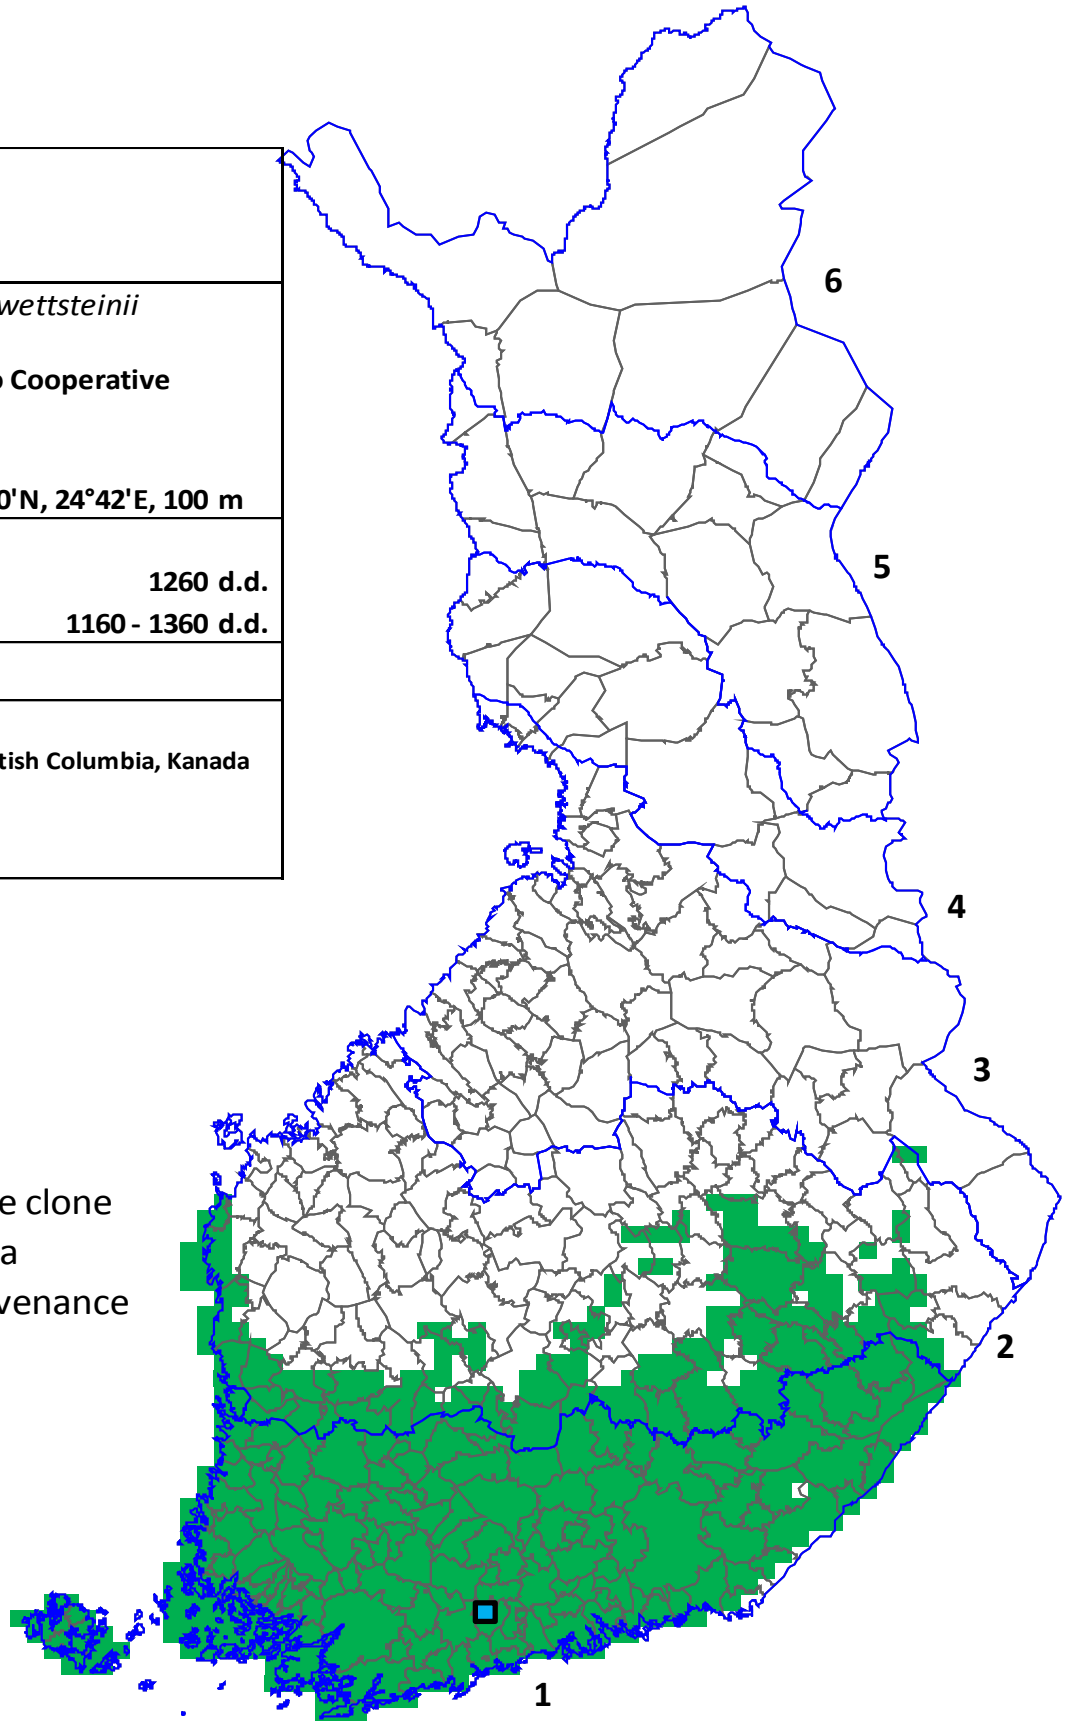 wettsteinii
Cooperative
0'N, 24°42'E, 100 m
1260 d.d.
1160 - 1360 d.d.
tish Columbia, Kanada
6
5
4
3
2
1
e clone
a
venance